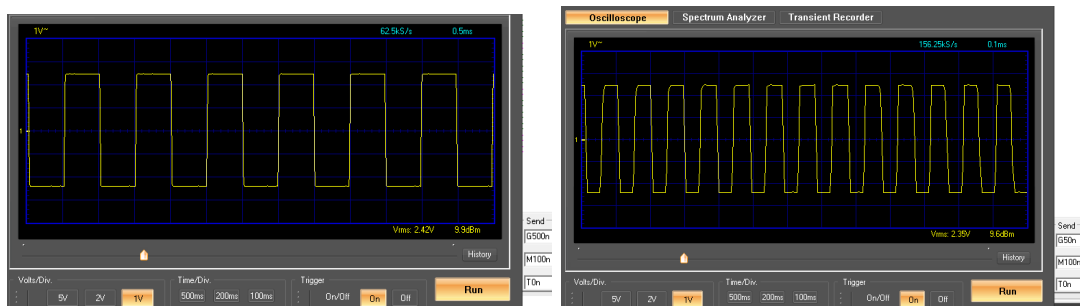 1V~ 62.5kS/s 0.5ms
1
Vrms: 2.42V 9.9dBm
History
Volts/Div. Time/Div. Trigger
5V 2V 1V 500ms 200ms 100ms On/Off On Off Run
Send
G500n
M100n
T0n
Oscilloscope Spectrum Analyzer Transient Recorder
1V~ 156.25kS/s 0.1ms
1
Vrms: 2.35V 9.6dBm
History
Volts/Div. Time/Div. Trigger
5V 2V 1V 500ms 200ms 100ms On/Off On Off Run
Send
G50n
M100n
T0n